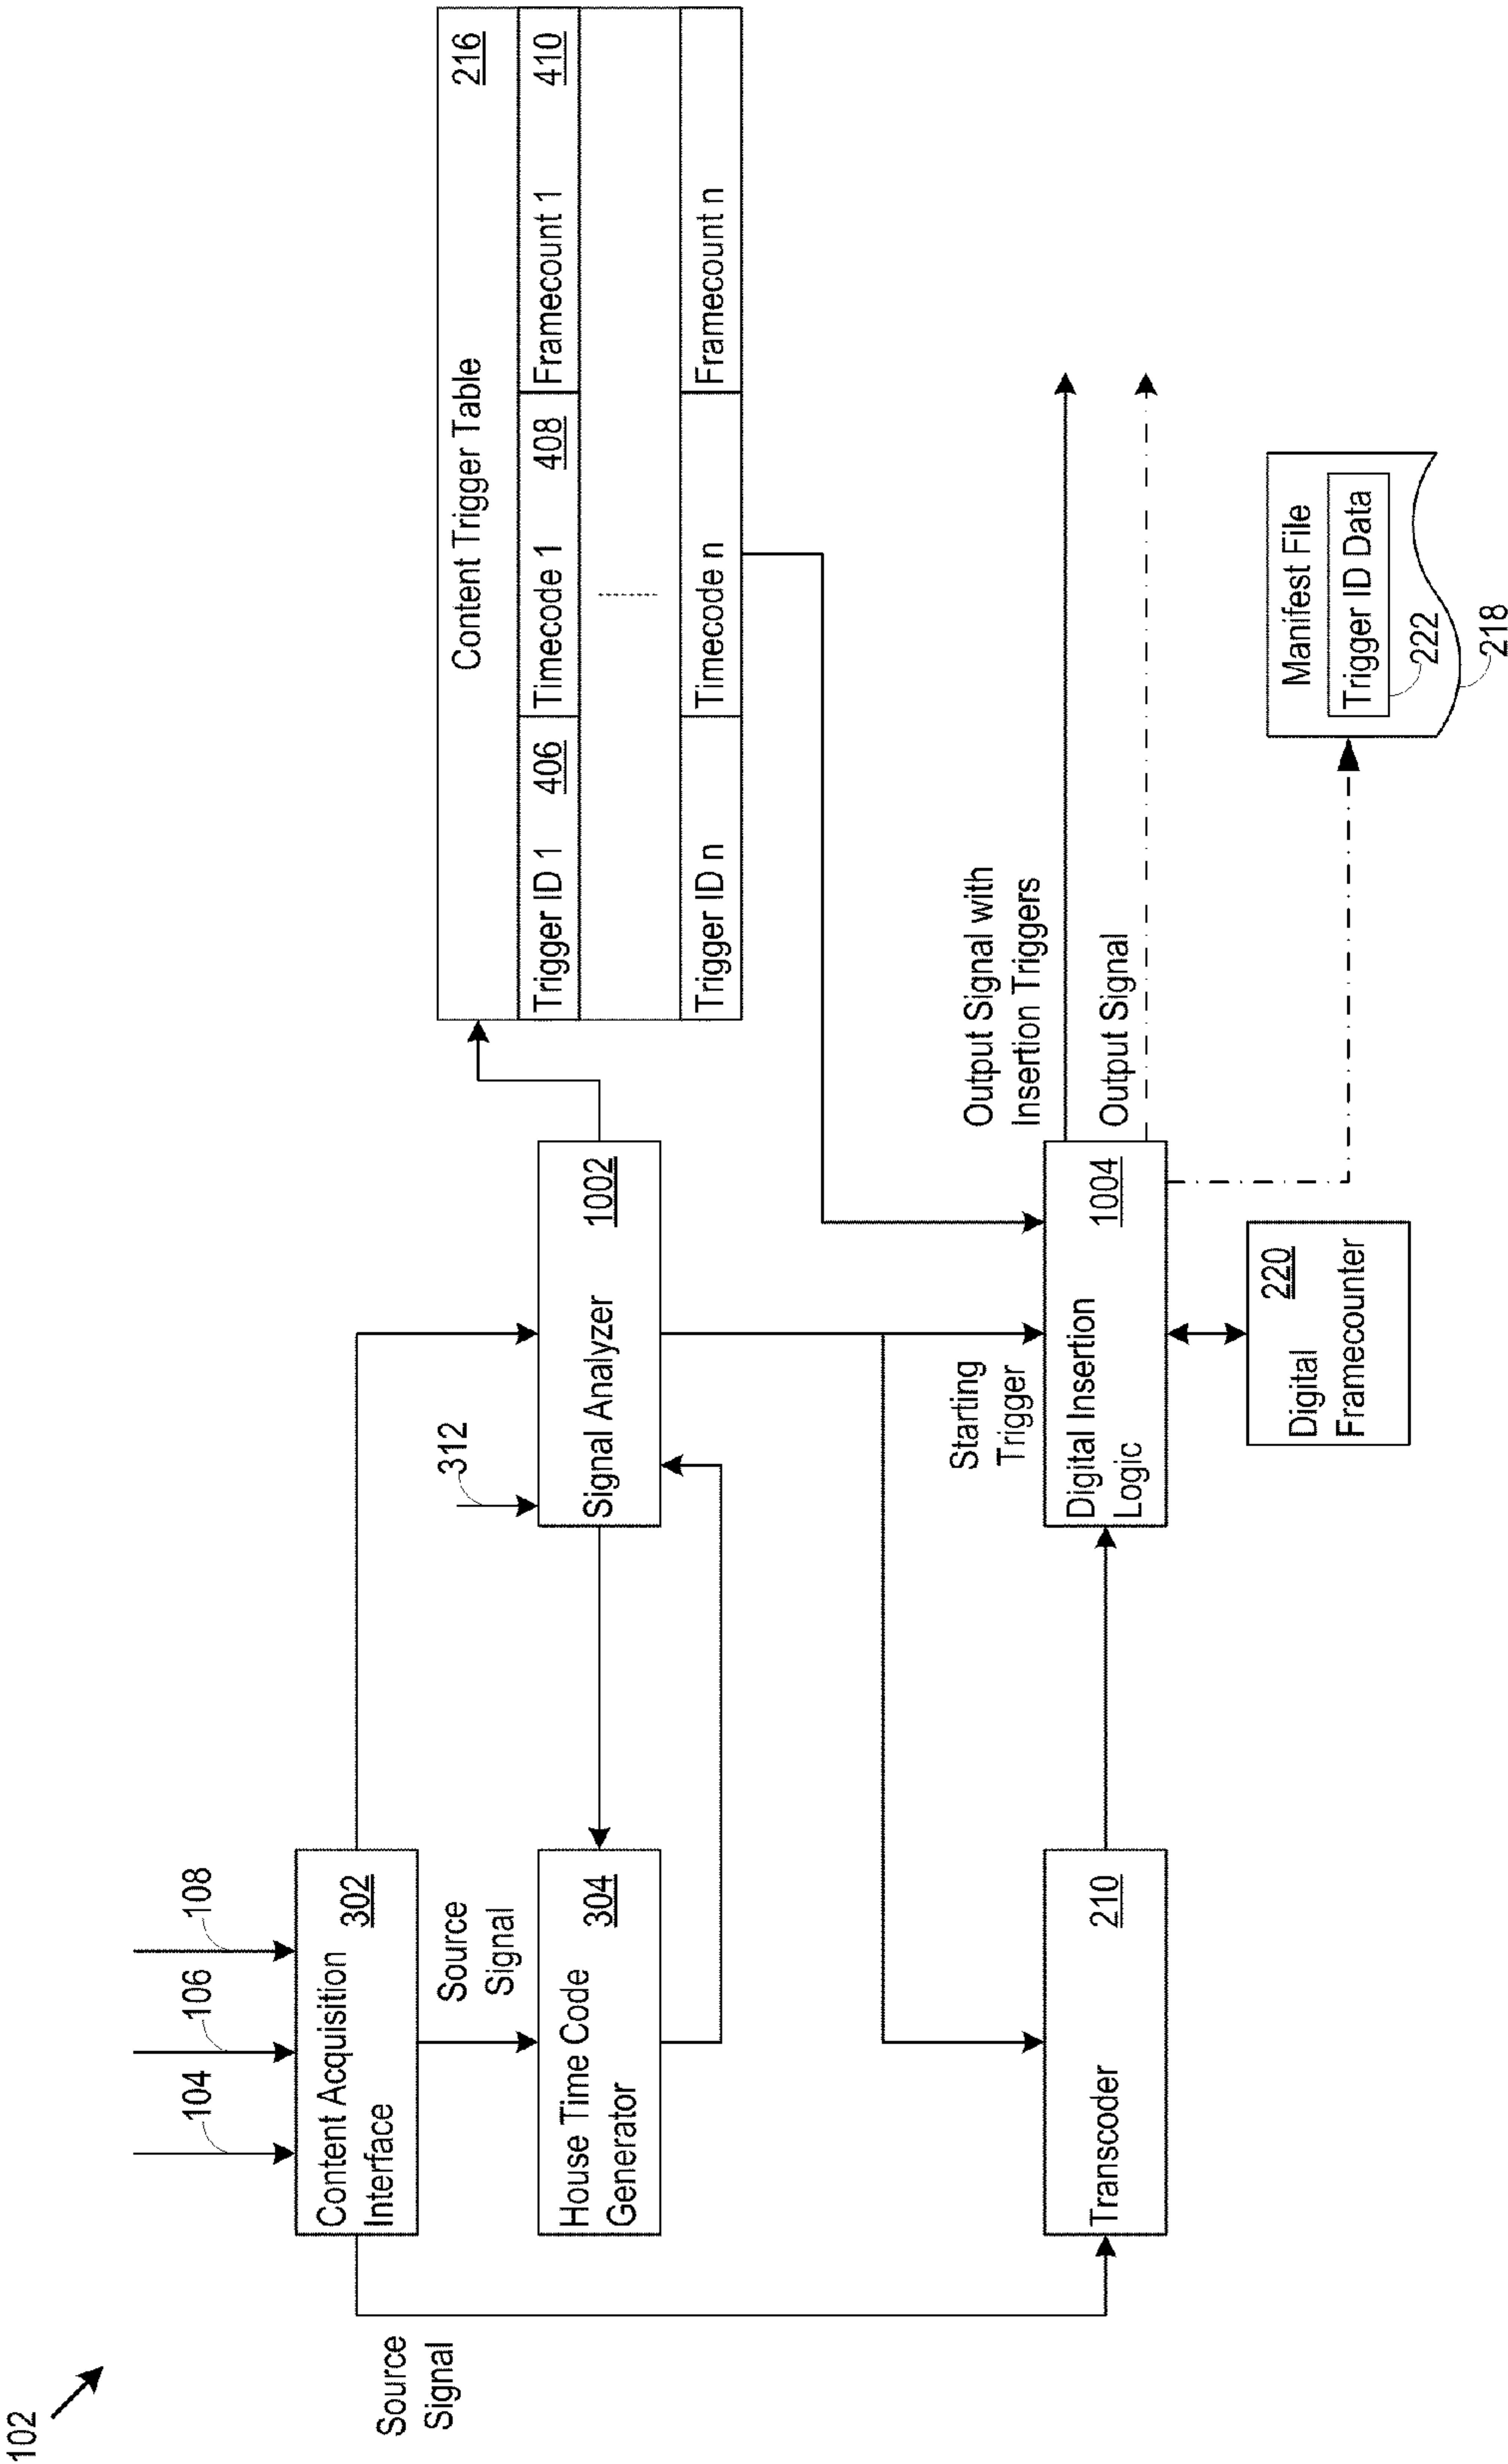 102
104
106
108
Source
Signal
Content Acquisition
Interface
302
Source
Signal
House Time Code
Generator
304
312
Signal Analyzer
1002
Content Trigger Table
216
Trigger ID 1
406
Timecode 1
408
Framecount 1
410
Trigger ID n
Timecode n
Framecount n
Transcoder
210
Starting
Trigger
Digital Insertion
Logic
1004
Output Signal with
Insertion Triggers
Output Signal
220
Digital
Framecounter
Manifest File
Trigger ID Data
222
218